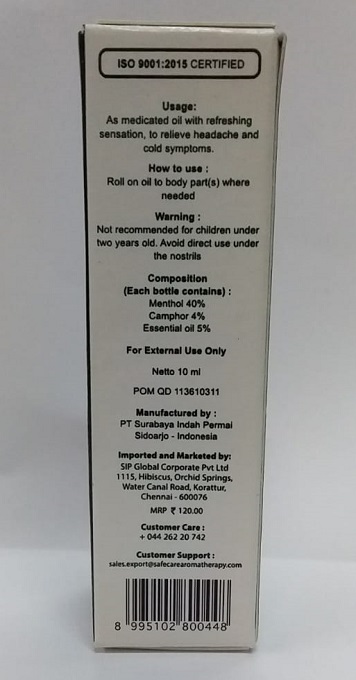 ISO 9001:2015 CERTIFIED
Usage:
As medicated oil with refreshing
sensation, to relieve headache and
cold symptoms.
How to use :
Roll on oil to body part(s) where
needed
Warning :
Not recommended for children under
two years old. Avoid direct use under
the nostrils
Composition
(Each bottle contains) :
Menthol 40%
Camphor 4%
Essential oil 5%
For External Use Only
Netto 10 ml
POM QD 113610311
Manufactured by :
PT Surabaya Indah Permai
Sidoarjo - Indonesia
Imported and Marketed by:
SIP Global Corporate Pvt Ltd
1115, Hibiscus, Orchid Springs,
Water Canal Road, Korattur,
Chennai - 600076
MRP ₹ 120.00
Customer Care :
+ 044 262 20 742
Customer Support :
sales.export@safecarearomatherapy.com
8 995102 800448